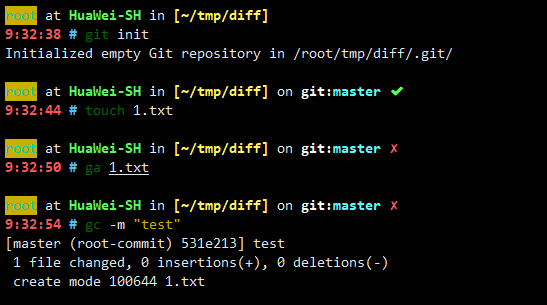 root at HuaWei-SH in [~/tmp/diff]
9:32:38 # git init
Initialized empty Git repository in /root/tmp/diff/.git/
root at HuaWei-SH in [~/tmp/diff] on git:master ✔
9:32:44 # touch 1.txt
root at HuaWei-SH in [~/tmp/diff] on git:master ✗
9:32:50 # ga 1.txt
root at HuaWei-SH in [~/tmp/diff] on git:master ✗
9:32:54 # gc -m "test"
[master (root-commit) 531e213] test
 1 file changed, 0 insertions(+), 0 deletions(-)
 create mode 100644 1.txt